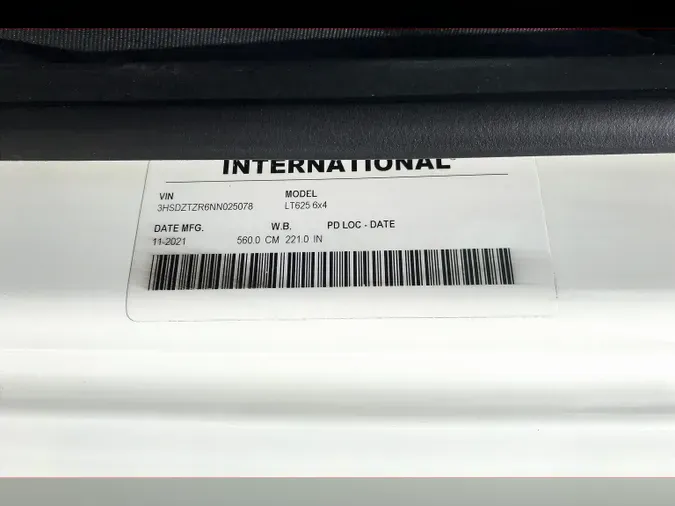 INTERNATIONAL
VIN MODEL
3HSDZTZR6NN025078 LT625 6x4
DATE MFG. W.B. PD LOC - DATE
11-2021 560.0 CM 221.0 IN